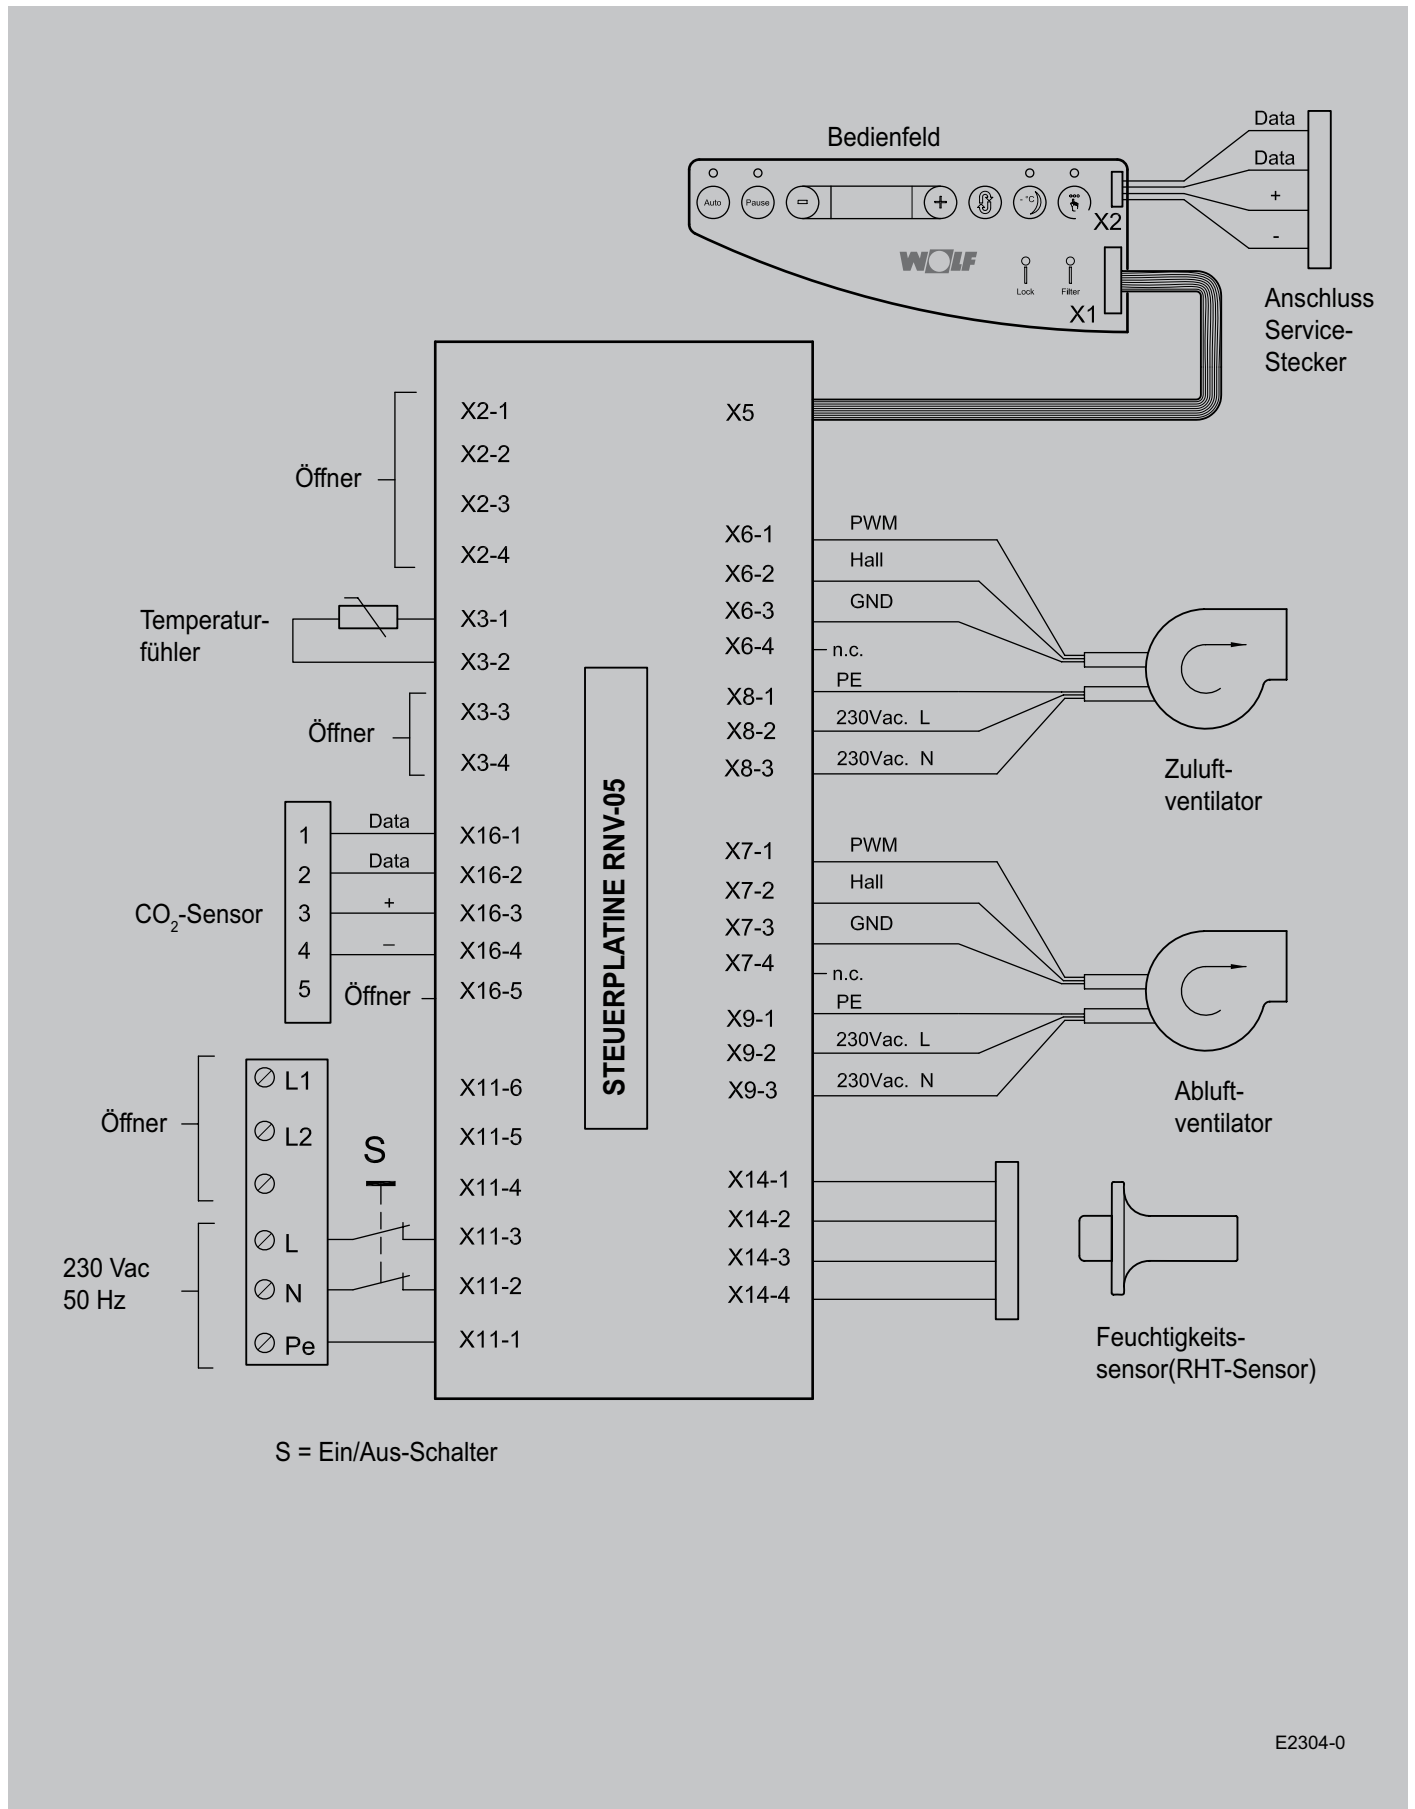 Bedienfeld
Data
Data
+
-
Auto
Pause
-
+
- °C
X2
WOLF
Lock
Filter
X1
Anschluss
Service-
Stecker
Öffner
X2-1
X2-2
X2-3
X2-4
X5
Temperatur-
fühler
X3-1
X3-2
Öffner
X3-3
X3-4
CO2-Sensor
1
2
3
4
5
Data
Data
+
–
Öffner
X16-1
X16-2
X16-3
X16-4
X16-5
Öffner
L1
L2
230 Vac
50 Hz
L
N
Pe
S
X11-6
X11-5
X11-4
X11-3
X11-2
X11-1
STEUERPLATINE RNV-05
X6-1
X6-2
X6-3
X6-4
X8-1
X8-2
X8-3
PWM
Hall
GND
n.c.
PE
230Vac. L
230Vac. N
Zuluft-
ventilator
X7-1
X7-2
X7-3
X7-4
X9-1
X9-2
X9-3
PWM
Hall
GND
n.c.
PE
230Vac. L
230Vac. N
Abluft-
ventilator
X14-1
X14-2
X14-3
X14-4
Feuchtigkeits-
sensor(RHT-Sensor)
S = Ein/Aus-Schalter
E2304-0